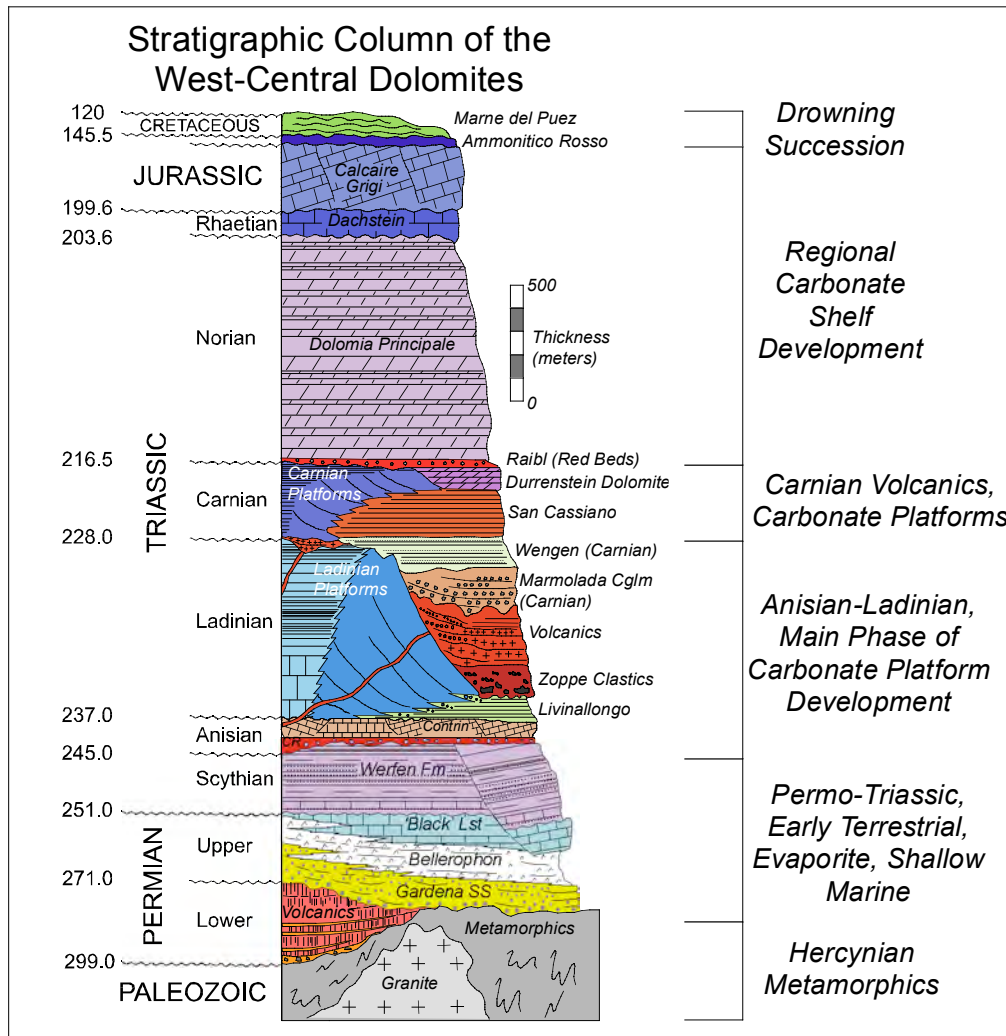 Stratigraphic Column of the
West-Central Dolomites
120
CRETACEOUS
145.5
JURASSIC
199.6
Rhaetian
203.6
Norian
TRIASSIC
216.5
Carnian
228.0
Ladinian
237.0
Anisian
245.0
Scythian
251.0
PERMIAN
Upper
271.0
Lower
299.0
PALEOZOIC
Marne del Puez
Ammonitico Rosso
Calcaire
Grigi
Dachstein
500
Thickness
(meters)
0
Dolomia Principale
Raibl (Red Beds)
Carnian
Platforms
Durrenstein Dolomite
San Cassiano
Wengen (Carnian)
Ladinian
Platforms
Marmolada Cglm
(Carnian)
Volcanics
Zoppe Clastics
Livinallongo
Contrin
CR
Werfen Fm
'Black' Lst
Bellerophon
Gardena SS
Volcanics
Metamorphics
Granite
Drowning
Succession
Regional
Carbonate
Shelf
Development
Carnian Volcanics,
Carbonate Platforms
Anisian-Ladinian,
Main Phase of
Carbonate Platform
Development
Permo-Triassic,
Early Terrestrial,
Evaporite, Shallow
Marine
Hercynian
Metamorphics